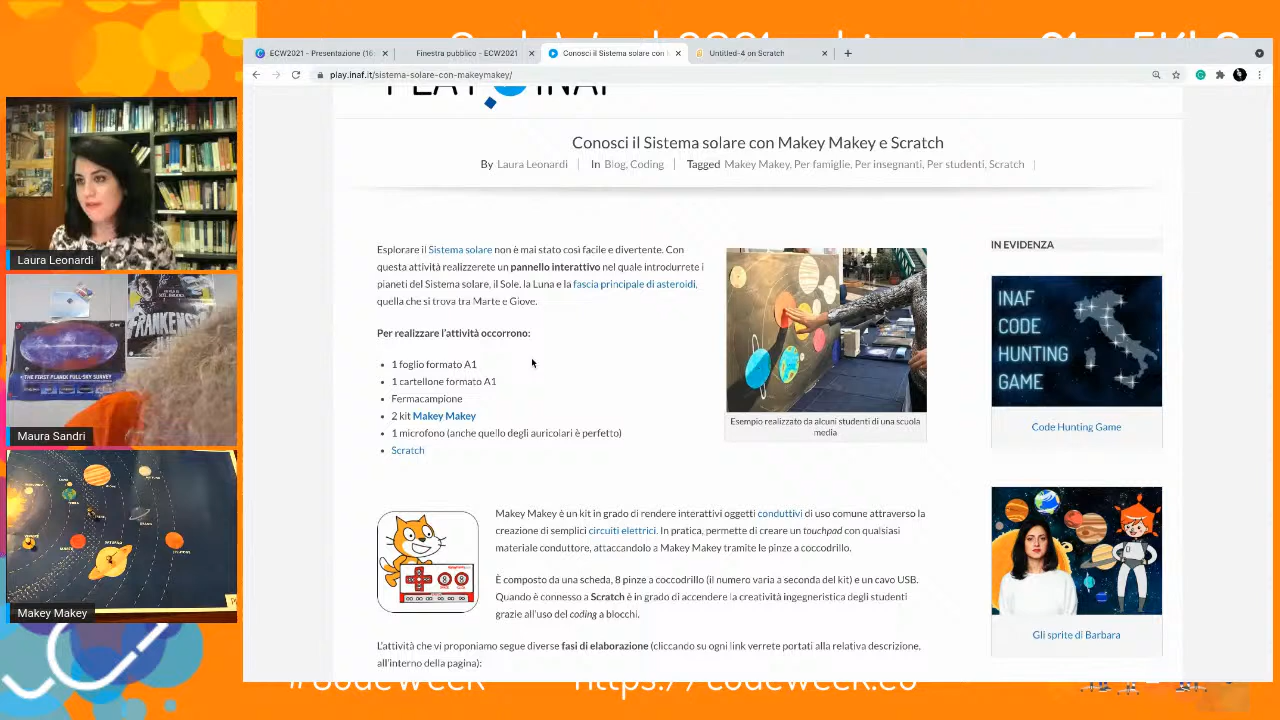 ECW2021 - Presentazione (16:
Finestra pubblico – ECW2021
Conosci il Sistema solare con
Untitled-4 on Scratch
play.inaf.it/sistema-solare-con-makeymakey/
Conosci il Sistema solare con Makey Makey e Scratch
By Laura Leonardi | In Blog, Coding | Tagged Makey Makey, Per famiglie, Per insegnanti, Per studenti, Scratch |
Esplorare il Sistema solare non è mai stato così facile e divertente. Con
questa attività realizzerete un pannello interattivo nel quale introdurrete i
pianeti del Sistema solare, il Sole, la Luna e la fascia principale di asteroidi,
quella che si trova tra Marte e Giove.
Per realizzare l'attività occorrono:
1 foglio formato A1
1 cartellone formato A1
Fermacampione
2 kit Makey Makey
1 microfono (anche quello degli auricolari è perfetto)
Scratch
Esempio realizzato da alcuni studenti di una scuola
media
Makey Makey è un kit in grado di rendere interattivi oggetti conduttivi di uso comune attraverso la
creazione di semplici circuiti elettrici. In pratica, permette di creare un touchpad con qualsiasi
materiale conduttore, attaccandolo a Makey Makey tramite le pinze a coccodrillo.
È composto da una scheda, 8 pinze a coccodrillo (il numero varia a seconda del kit) e un cavo USB.
Quando è connesso a Scratch è in grado di accendere la creatività ingegneristica degli studenti
grazie all'uso del coding a blocchi.
L'attività che vi proponiamo segue diverse fasi di elaborazione (cliccando su ogni link verrete portati alla relativa descrizione,
all'interno della pagina):
IN EVIDENZA
INAF
CODE
HUNTING
GAME
Code Hunting Game
Gli sprite di Barbara
Laura Leonardi
THE FIRST PLANCK FULL-SKY SURVEY
FRANKENS
Maura Sandri
Makey Makey
#CodeWeek
https://codeweek.eu